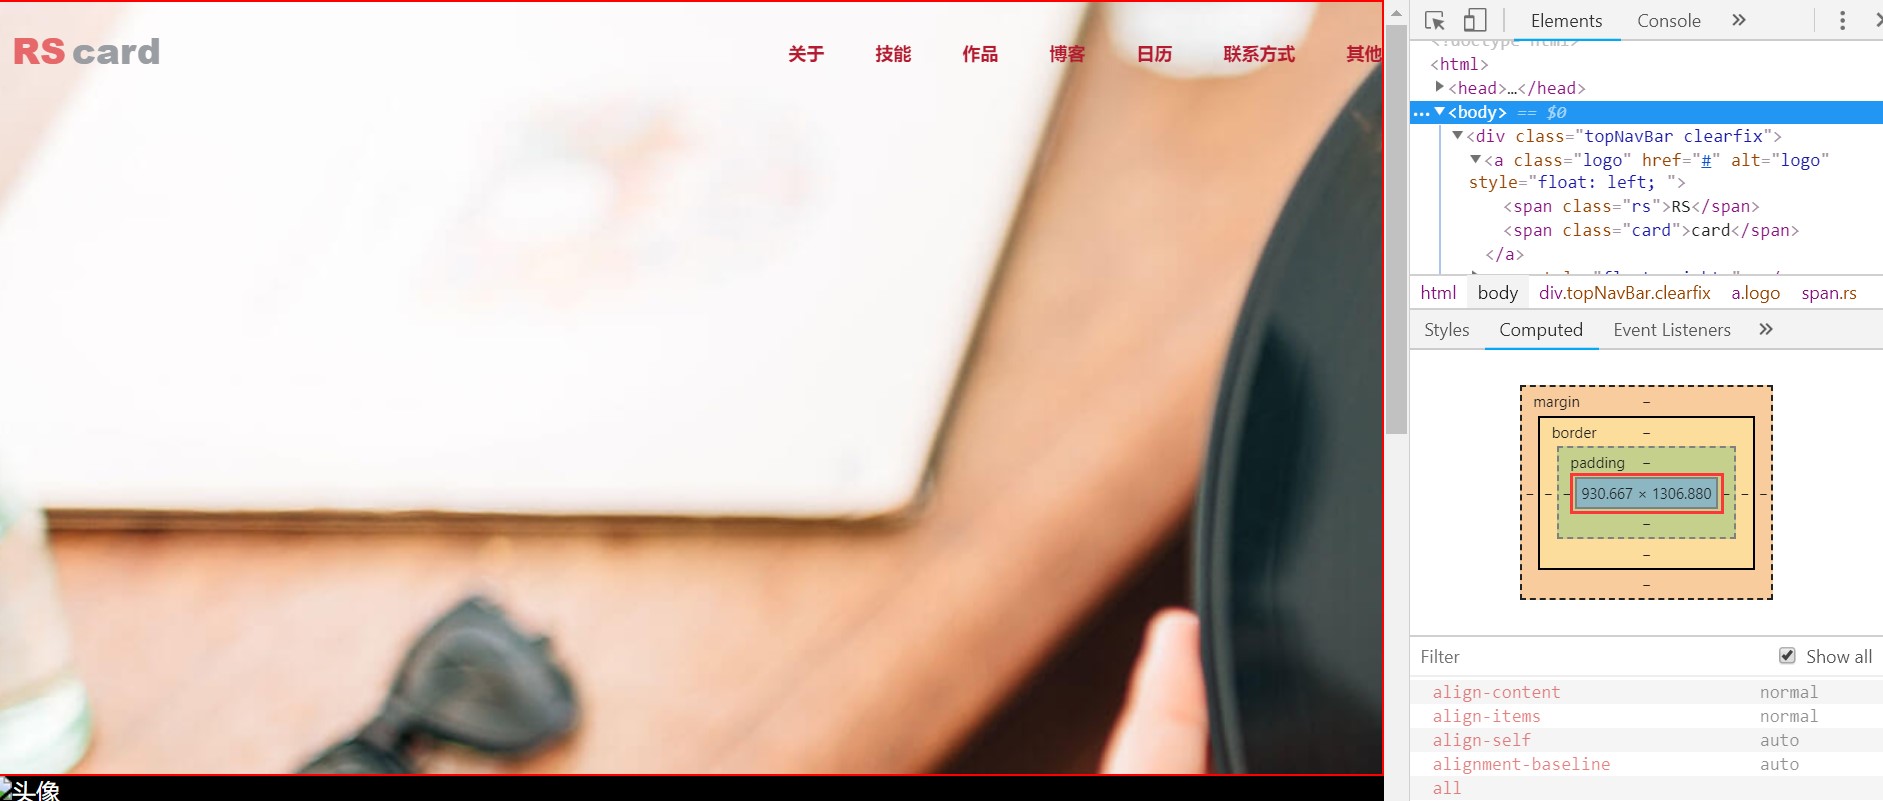 RS card
关于 技能 作品 博客 日历 联系方式 其他
头像
Elements Console »
<!doctype html>
<html>
<head>…</head>
… <body> == $0
<div class="topNavBar clearfix">
<a class="logo" href="#" alt="logo"
style="float: left; ">
<span class="rs">RS</span>
<span class="card">card</span>
</a>
html body div.topNavBar.clearfix a.logo span.rs
Styles Computed Event Listeners »
margin –
border –
padding –
– – – 930.667 × 1306.880 – – –
–
–
–
Filter Show all
align-content normal
align-items normal
align-self auto
alignment-baseline auto
all